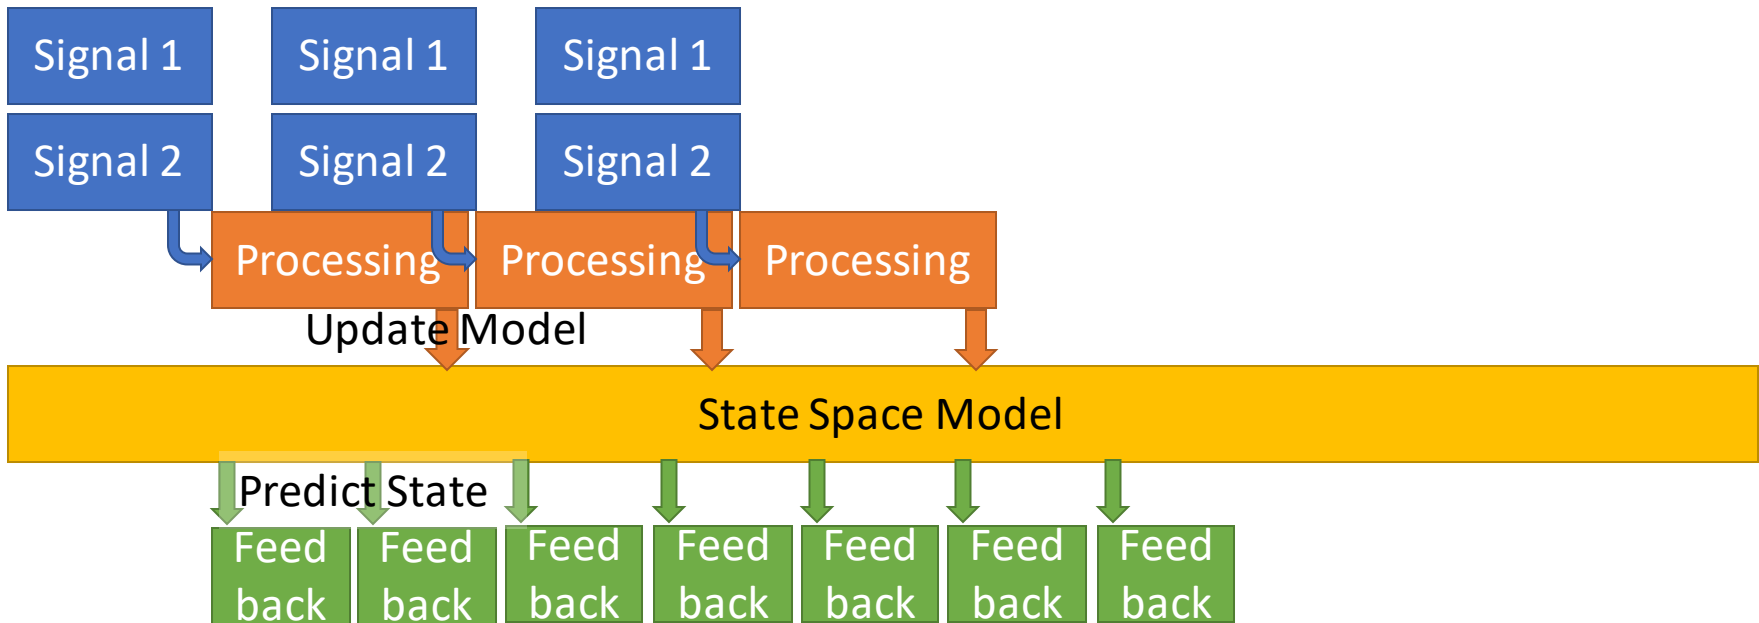 Signal 1 Signal 1 Signal 1
Signal 2 Signal 2 Signal 2
Processing Processing Processing
Update Model
State Space Model
Predict State
Feed Feed Feed Feed Feed Feed Feed
back back back back back back back